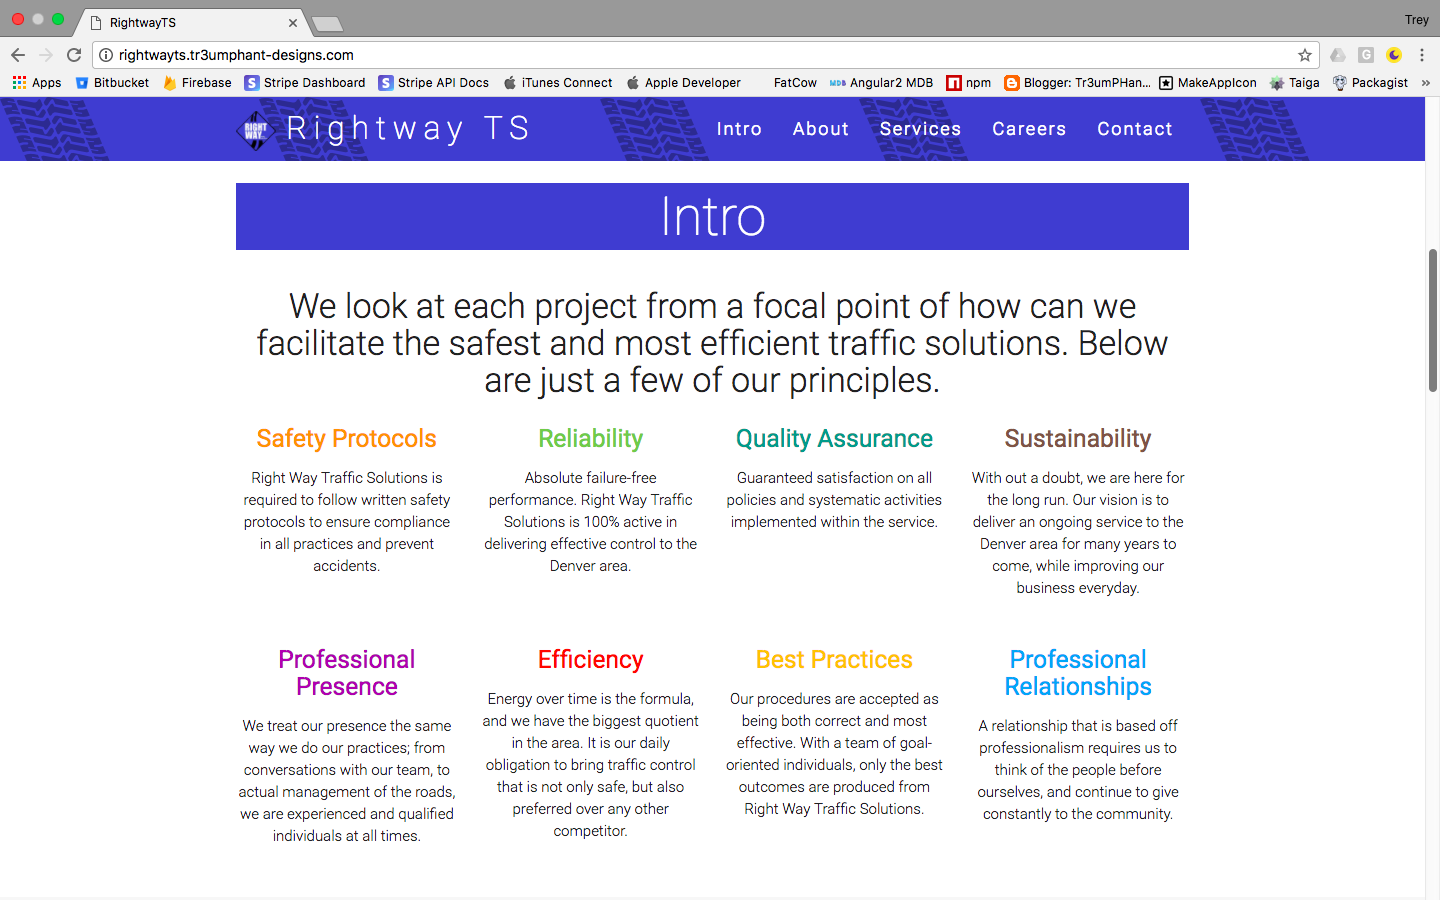 RightwayTS
Trey
rightwayts.tr3umphant-designs.com
Apps Bitbucket Firebase Stripe Dashboard Stripe API Docs iTunes Connect Apple Developer FatCow MDB Angular2 MDB npm Blogger: Tr3umPHan... MakeAppIcon Taiga Packagist »
RIGHT
WAY
Rightway TS
Intro About Services Careers Contact
Intro
We look at each project from a focal point of how can we
facilitate the safest and most efficient traffic solutions. Below
are just a few of our principles.
Safety Protocols
Right Way Traffic Solutions is
required to follow written safety
protocols to ensure compliance
in all practices and prevent
accidents.
Reliability
Absolute failure-free
performance. Right Way Traffic
Solutions is 100% active in
delivering effective control to the
Denver area.
Quality Assurance
Guaranteed satisfaction on all
policies and systematic activities
implemented within the service.
Sustainability
With out a doubt, we are here for
the long run. Our vision is to
deliver an ongoing service to the
Denver area for many years to
come, while improving our
business everyday.
Professional
Presence
We treat our presence the same
way we do our practices; from
conversations with our team, to
actual management of the roads,
we are experienced and qualified
individuals at all times.
Efficiency
Energy over time is the formula,
and we have the biggest quotient
in the area. It is our daily
obligation to bring traffic control
that is not only safe, but also
preferred over any other
competitor.
Best Practices
Our procedures are accepted as
being both correct and most
effective. With a team of goal-
oriented individuals, only the best
outcomes are produced from
Right Way Traffic Solutions.
Professional
Relationships
A relationship that is based off
professionalism requires us to
think of the people before
ourselves, and continue to give
constantly to the community.